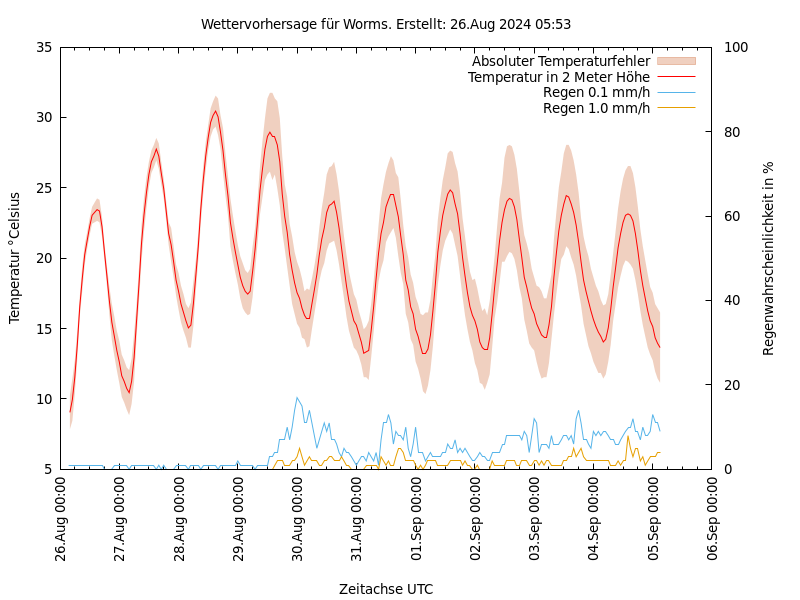 Wettervorhersage für Worms. Erstellt: 26.Aug 2024 05:53
35
30
25
20
15
10
5
100
80
60
40
20
0
Temperatur °Celsius
Regenwahrscheinlichkeit in %
Absoluter Temperaturfehler
Temperatur in 2 Meter Höhe
Regen 0.1 mm/h
Regen 1.0 mm/h
26.Aug 00:00
27.Aug 00:00
28.Aug 00:00
29.Aug 00:00
30.Aug 00:00
31.Aug 00:00
01.Sep 00:00
02.Sep 00:00
03.Sep 00:00
04.Sep 00:00
05.Sep 00:00
06.Sep 00:00
Zeitachse UTC